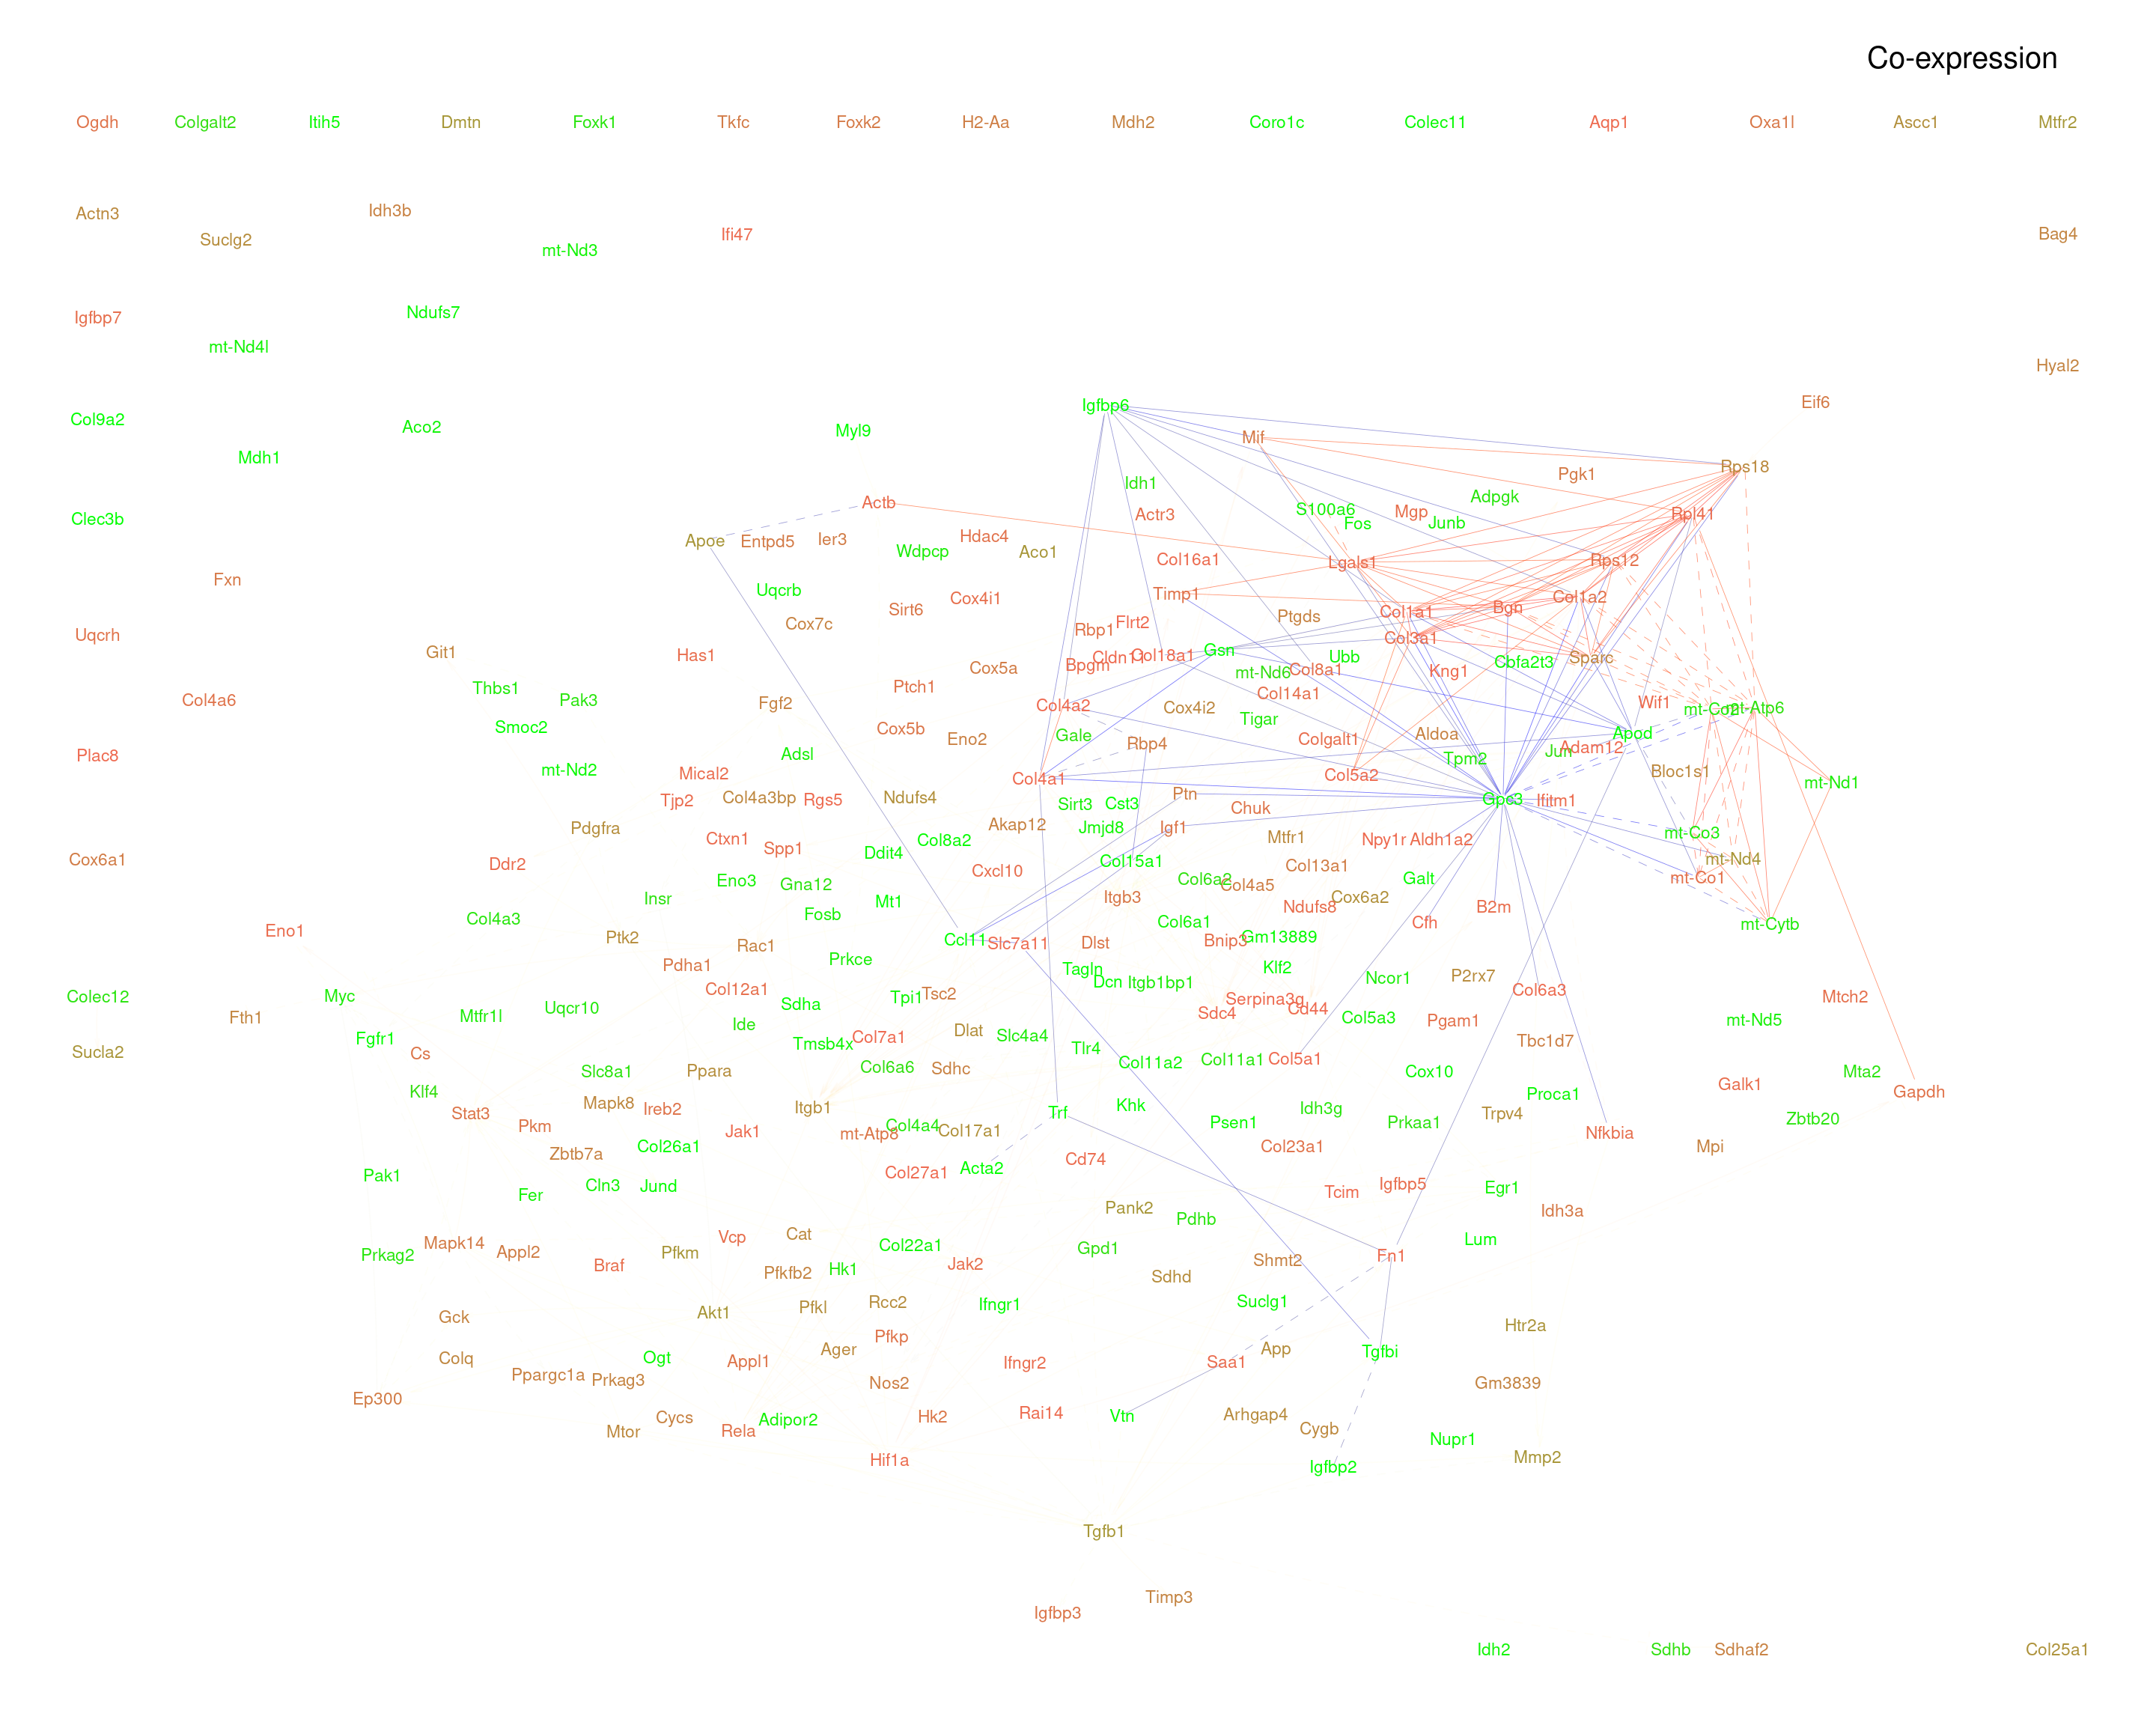 Co-expression
Ogdh Colgalt2 Itih5 Dmtn Foxk1 Tkfc Foxk2 H2-Aa Mdh2 Coro1c Colec11 Aqp1 Oxa1l Ascc1 Mtfr2
Actn3 Idh3b
Suclg2 mt-Nd3 Ifi47 Bag4
Igfbp7 Ndufs7
mt-Nd4l Hyal2
Col9a2 Aco2 Myl9 Igfbp6 Eif6
Mdh1 Mif Rps18
Idh1 Pgk1
Clec3b Actb Actr3 S100a6 Fos Mgp Junb Adpgk Rpl41
Apoe Entpd5 Ier3 Wdpcp Hdac4 Aco1
Fxn Uqcrb Col16a1 Lgals1 Rps12
Sirt6 Cox4i1 Timp1 Col1a1 Bgn Col1a2
Uqcrh Cox7c Rbp1 Flrt2 Ptgds Col3a1
Git1 Has1 Cox5a Bpgm Cldn11 Col18a1 Gsn mt-Nd6 Col8a1 Ubb Kng1 Cbfa2t3 Sparc
Col4a6 Thbs1 Pak3 Fgf2 Ptch1 Col4a2 Cox4i2 Col14a1 Wif1 mt-Co2 mt-Atp6
Smoc2 Cox5b Eno2 Gale Rbp4 Tigar Colgalt1 Aldoa Apod
Plac8 mt-Nd2 Adsl Tpm2 Jun Adam12
Mical2 Col4a1 Col5a2 Bloc1s1 mt-Nd1
Tjp2 Col4a3bp Rgs5 Ndufs4 Sirt3 Cst3 Ptn Chuk Gpc3 Ifitm1
Pdgfra Ctxn1 Akap12 Jmjd8 Igf1 Mtfr1 Npy1r Aldh1a2 mt-Co3
Cox6a1 Ddr2 Spp1 Ddit4 Col8a2 Cxcl10 Col15a1 Col13a1 mt-Nd4
Insr Eno3 Gna12 Mt1 Itgb3 Col6a2 Col4a5 Cox6a2 Galt mt-Co1
Eno1 Col4a3 Ptk2 Fosb Ccl11 Slc7a11 Col6a1 Ndufs8 Cfh B2m mt-Cytb
Pdha1 Rac1 Prkce Dlst Bnip3 Gm13889
Colec12 Myc Col12a1 Tagln Dcn Itgb1bp1 Klf2 Ncor1 P2rx7 Col6a3 Mtch2
Fth1 Mtfr1l Uqcr10 Ide Sdha Tpi1 Tsc2 Sdc4 Serpina3g Cd44 Col5a3 Pgam1 mt-Nd5
Sucla2 Fgfr1 Cs Tmsb4x Col7a1 Dlat Slc4a4 Tlr4 Col11a2 Col11a1 Col5a1 Tbc1d7
Klf4 Slc8a1 Ppara Col6a6 Sdhc Cox10 Mta2
Stat3 Mapk8 Ireb2 Itgb1 Trf Khk Idh3g Proca1 Galk1 Gapdh
Pkm Jak1 mt-Atp8 Col4a4 Col17a1 Psen1 Prkaa1 Trpv4 Nfkbia Zbtb20
Zbtb7a Col26a1 Col23a1 Mpi
Pak1 Fer Cln3 Jund Col27a1 Acta2 Cd74 Tcim Igfbp5 Egr1
Prkag2 Mapk14 Appl2 Vcp Cat Col22a1 Pank2 Pdhb Idh3a
Braf Pfkm Pfkfb2 Hk1 Jak2 Gpd1 Sdhd Shmt2 Fn1 Lum
Gck Akt1 Pfkl Rcc2 Ifngr1 Suclg1 Htr2a
Colq Ogt Appl1 Ager Pfkp Ifngr2 Saa1 App Tgfbi
Ep300 Ppargc1a Prkag3 Nos2 Gm3839
Mtor Cycs Rela Adipor2 Hk2 Rai14 Vtn Arhgap4 Cygb Nupr1
Hif1a Igfbp2 Mmp2
Tgfb1
Igfbp3 Timp3
Idh2 Sdhb Sdhaf2 Col25a1